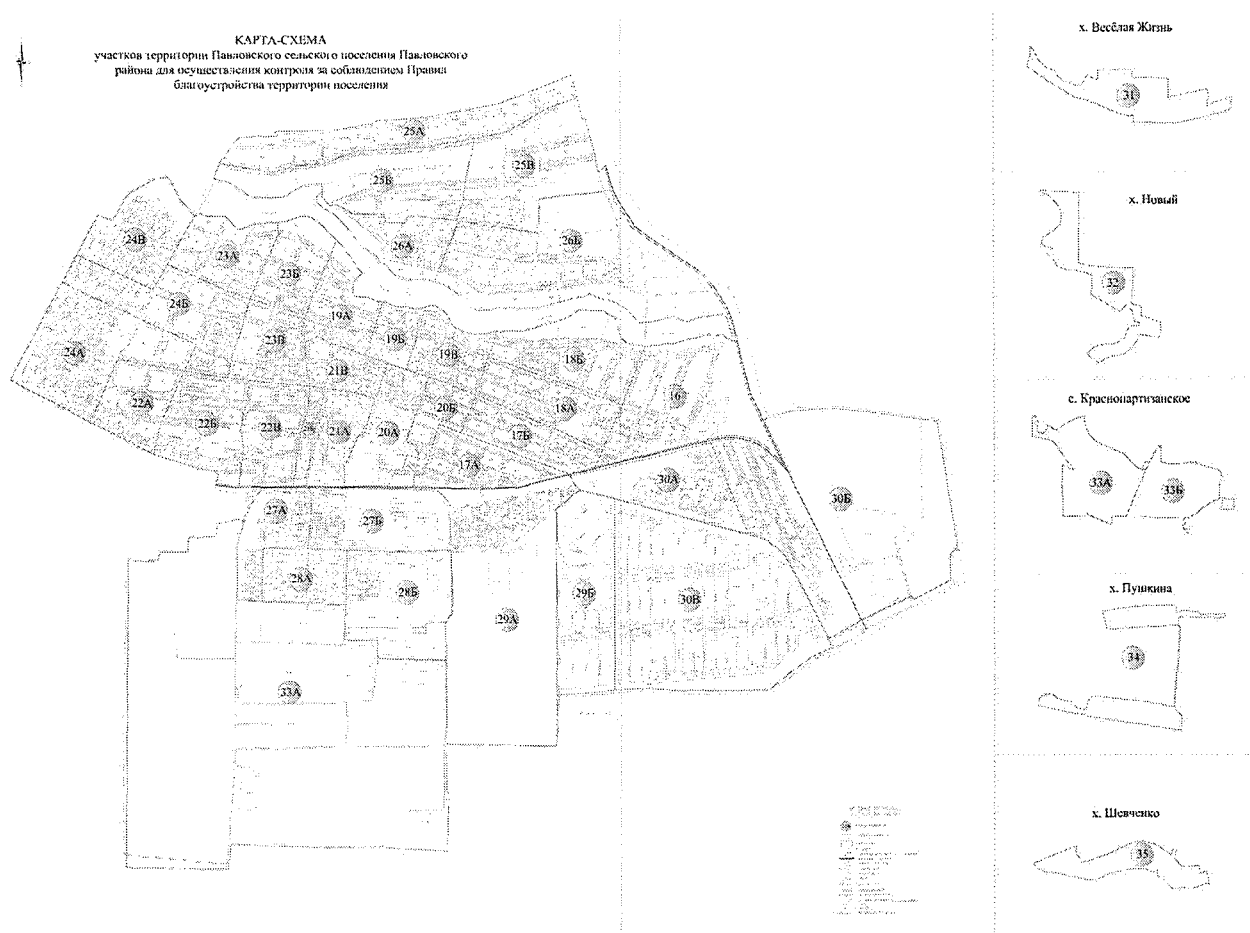 КАРТА-СХЕМА
участков территории Павловского сельского поселения Павловского
района для осуществления контроля за соблюдением Правил
благоустройства территории поселения
25А
25Б
25В
24В
23А
23Б
26А
26Б
24Б
19А
24А
23В
19Б
19В
18Б
21В
22А
22Б
22В
21А
20А
20Б
17Б
18А
16
17А
30А
30Б
27А
27Б
28А
28Б
29А
29Б
30В
33А
х. Весёлая Жизнь
31
х. Новый
32
с. Краснопартизанское
33А
33Б
х. Пушкина
34
х. Шевченко
35